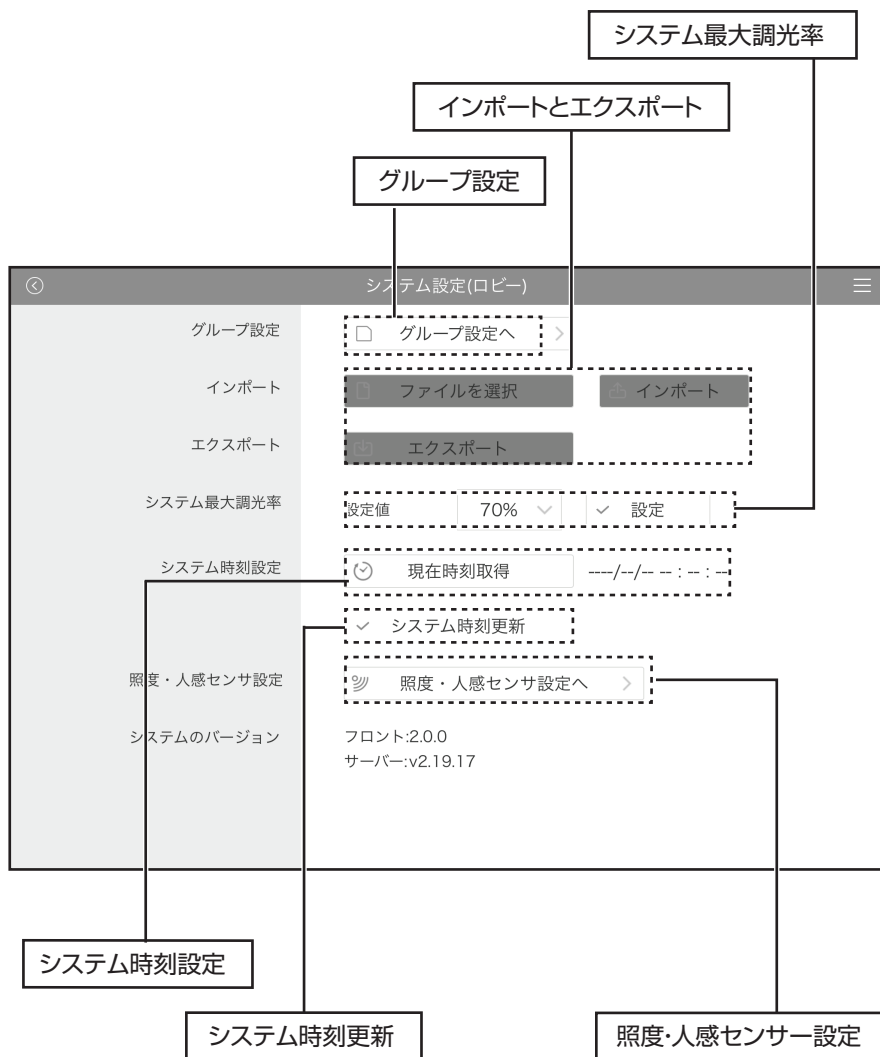 システム最大調光率
インポートとエクスポート
グループ設定
システム設定(ロビー)
グループ設定 グループ設定へ
インポート ファイルを選択 インポート
エクスポート エクスポート
システム最大調光率 設定値 70% 設定
システム時刻設定 現在時刻取得 ----/--/-- -- : -- : --
システム時刻更新
照度・人感センサ設定 照度・人感センサ設定へ
システムのバージョン フロント:2.0.0
サーバー:v2.19.17
システム時刻設定
システム時刻更新 照度・人感センサー設定